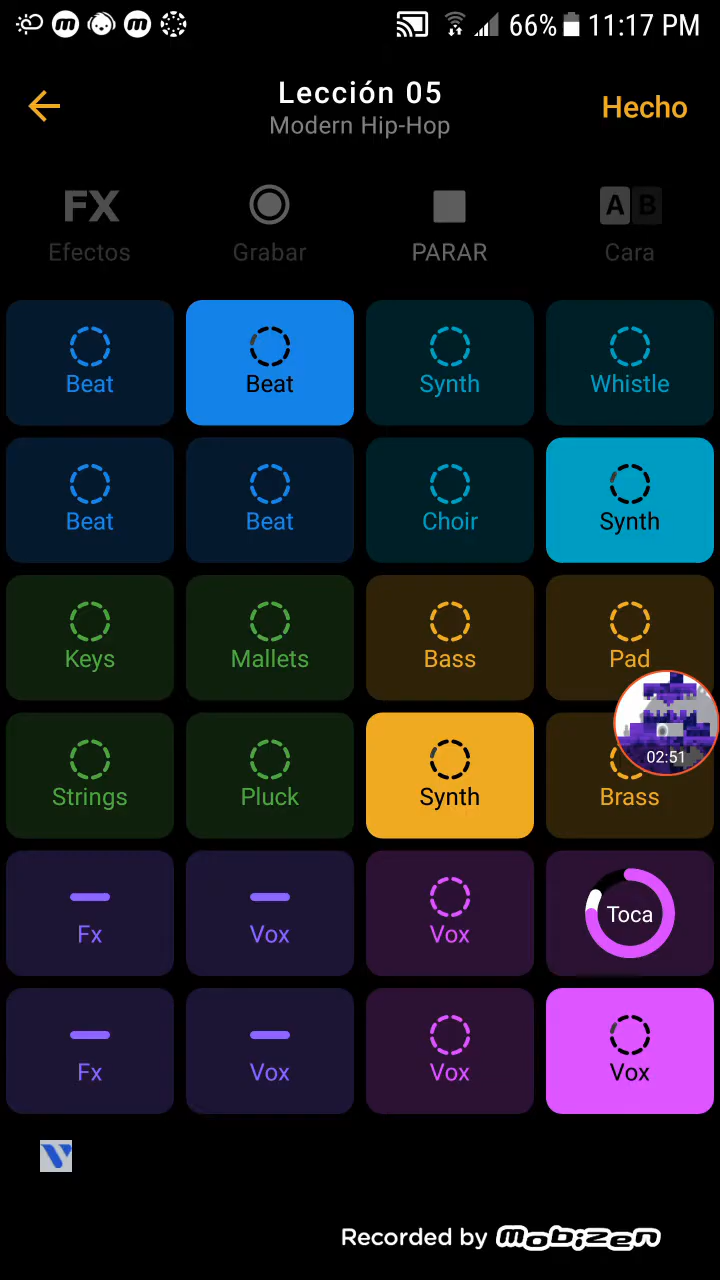 66% 11:17 PM
Lección 05
Modern Hip-Hop
Hecho
FX
A B
Efectos Grabar PARAR Cara
Beat Beat Synth Whistle
Beat Beat Choir Synth
Keys Mallets Bass Pad
02:51
Strings Pluck Synth Brass
Toca
Fx Vox Vox
Fx Vox Vox Vox
Recorded by mobizen